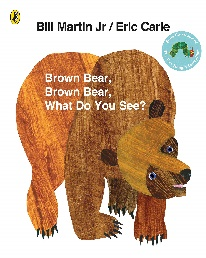 Bill Martin Jr / Eric Carle
Brown Bear,
Brown Bear,
What Do You See?